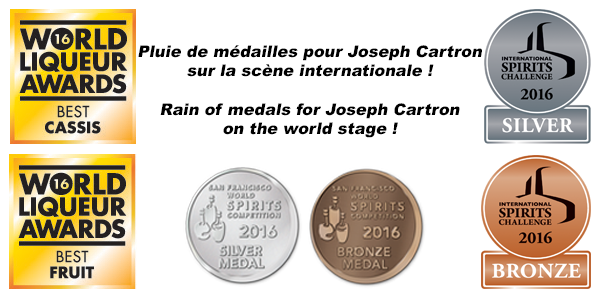 WORLD
16
LIQUEUR
AWARDS
BEST
CASSIS
Pluie de médailles pour Joseph Cartron
sur la scène internationale !
Rain of medals for Joseph Cartron
on the world stage !
INTERNATIONAL
SPIRITS
CHALLENGE
2016
SILVER
WORLD
16
LIQUEUR
AWARDS
BEST
FRUIT
SAN FRANCISCO
WORLD
SPIRITS
COMPETITION
2016
SILVER
MEDAL
SAN FRANCISCO
WORLD
SPIRITS
COMPETITION
2016
BRONZE
MEDAL
INTERNATIONAL
SPIRITS
CHALLENGE
2016
BRONZE